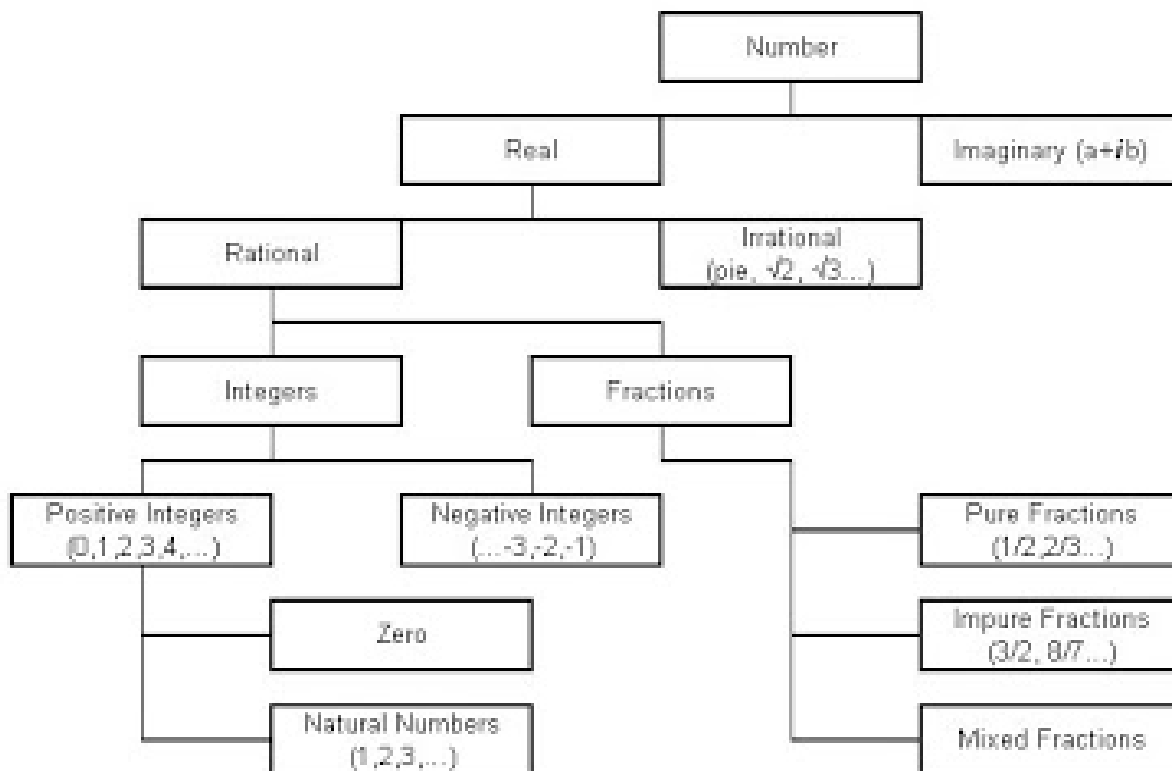 Number
Real
Imaginary (a+ib)
Rational
Irrational
(pie, √2, √3...)
Integers
Fractions
Positive Integers
(0,1,2,3,4,...)
Negative Integers
(...-3,-2,-1)
Pure Fractions
(1/2,2/3...)
Zero
Impure Fractions
(3/2, 8/7...)
Natural Numbers
(1,2,3,...)
Mixed Fractions